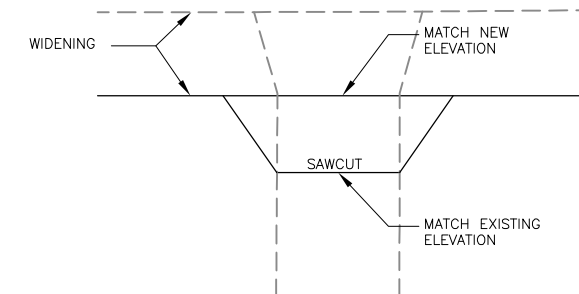 WIDENING
MATCH NEW
ELEVATION
SAWCUT
MATCH EXISTING
ELEVATION